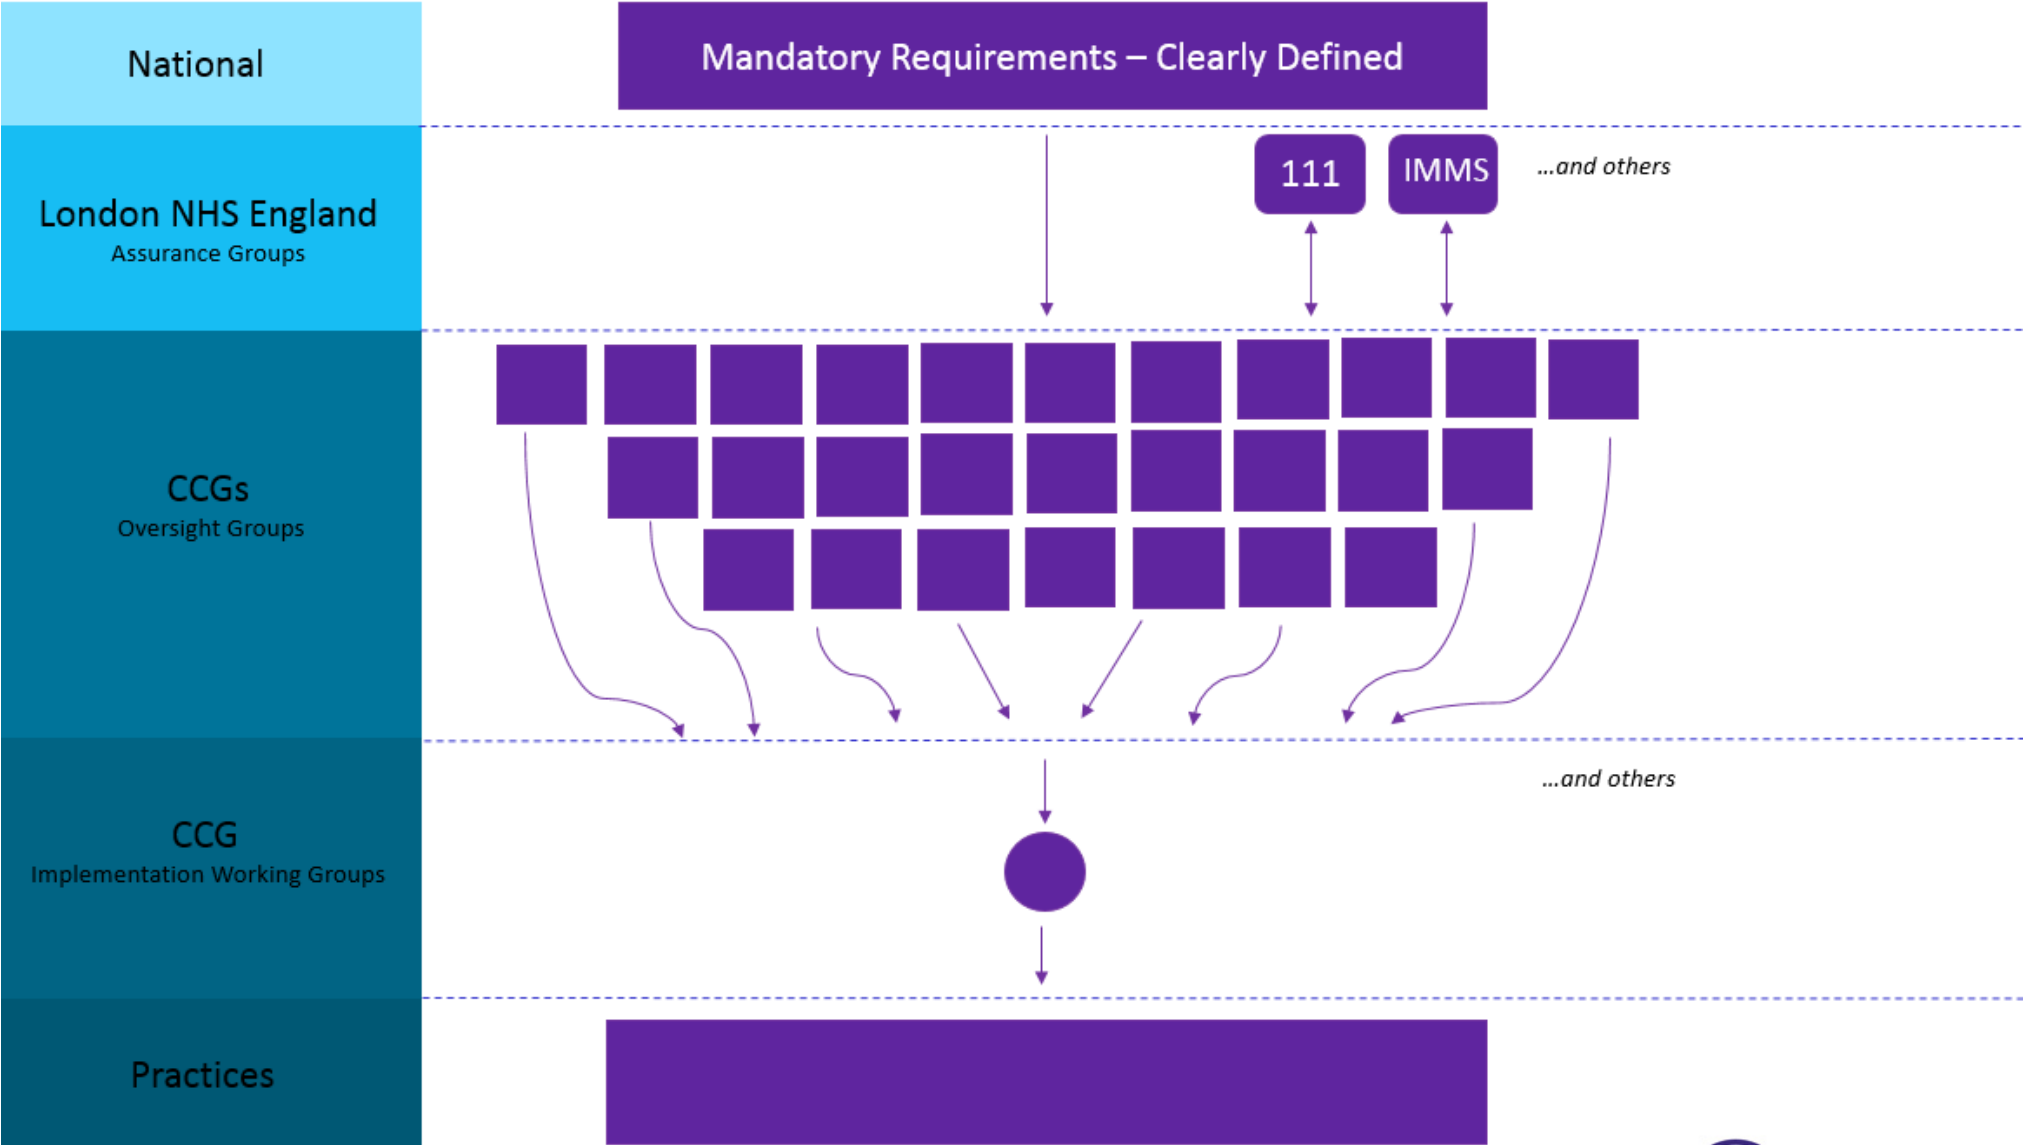 National
Mandatory Requirements – Clearly Defined
London NHS England
Assurance Groups
111
IMMS
...and others
CCGs
Oversight Groups
CCG
Implementation Working Groups
...and others
Practices